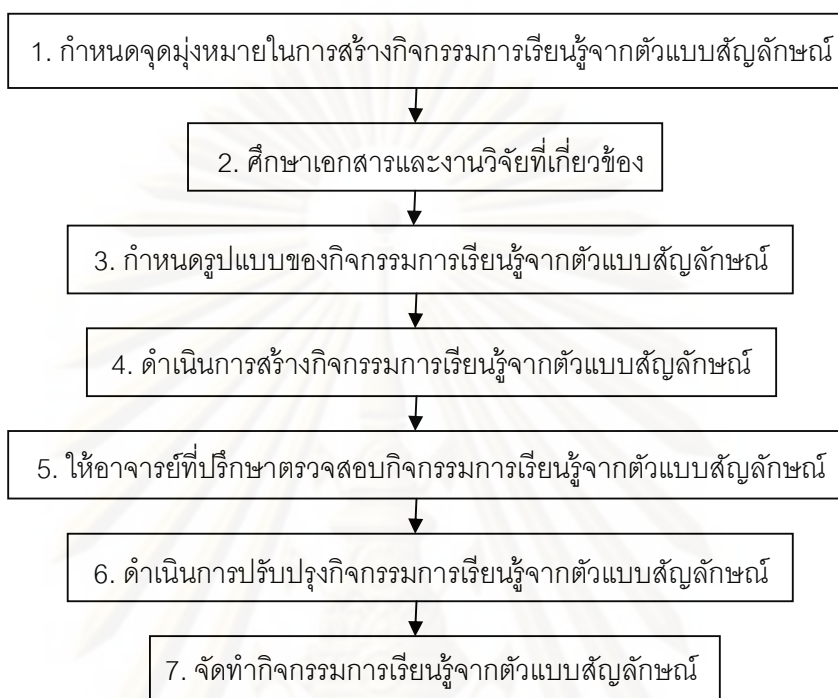 1. กำหนดจุดมุ่งหมายในการสร้างกิจกรรมการเรียนรู้จากตัวแบบสัญลักษณ์
2. ศึกษาเอกสารและงานวิจัยที่เกี่ยวข้อง
3. กำหนดรูปแบบของกิจกรรมการเรียนรู้จากตัวแบบสัญลักษณ์
4. ดำเนินการสร้างกิจกรรมการเรียนรู้จากตัวแบบสัญลักษณ์
5. ให้อาจารย์ที่ปรึกษาตรวจสอบกิจกรรมการเรียนรู้จากตัวแบบสัญลักษณ์
6. ดำเนินการปรับปรุงกิจกรรมการเรียนรู้จากตัวแบบสัญลักษณ์
7. จัดทำกิจกรรมการเรียนรู้จากตัวแบบสัญลักษณ์